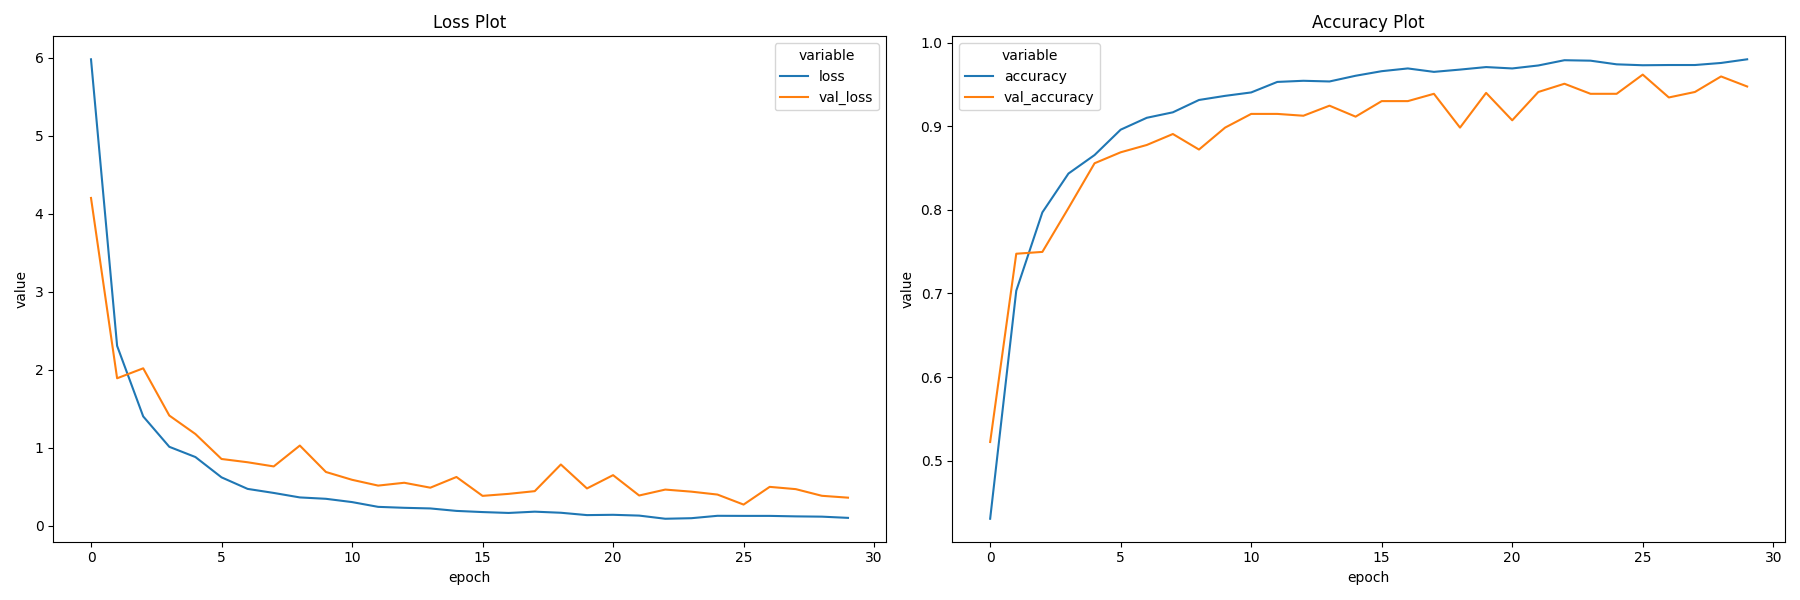 Loss Plot
variable
loss
val_loss
6
5
4
3
2
1
0
value
0 5 10 15 20 25 30
epoch
Accuracy Plot
variable
accuracy
val_accuracy
1.0
0.9
0.8
0.7
0.6
0.5
value
0 5 10 15 20 25 30
epoch